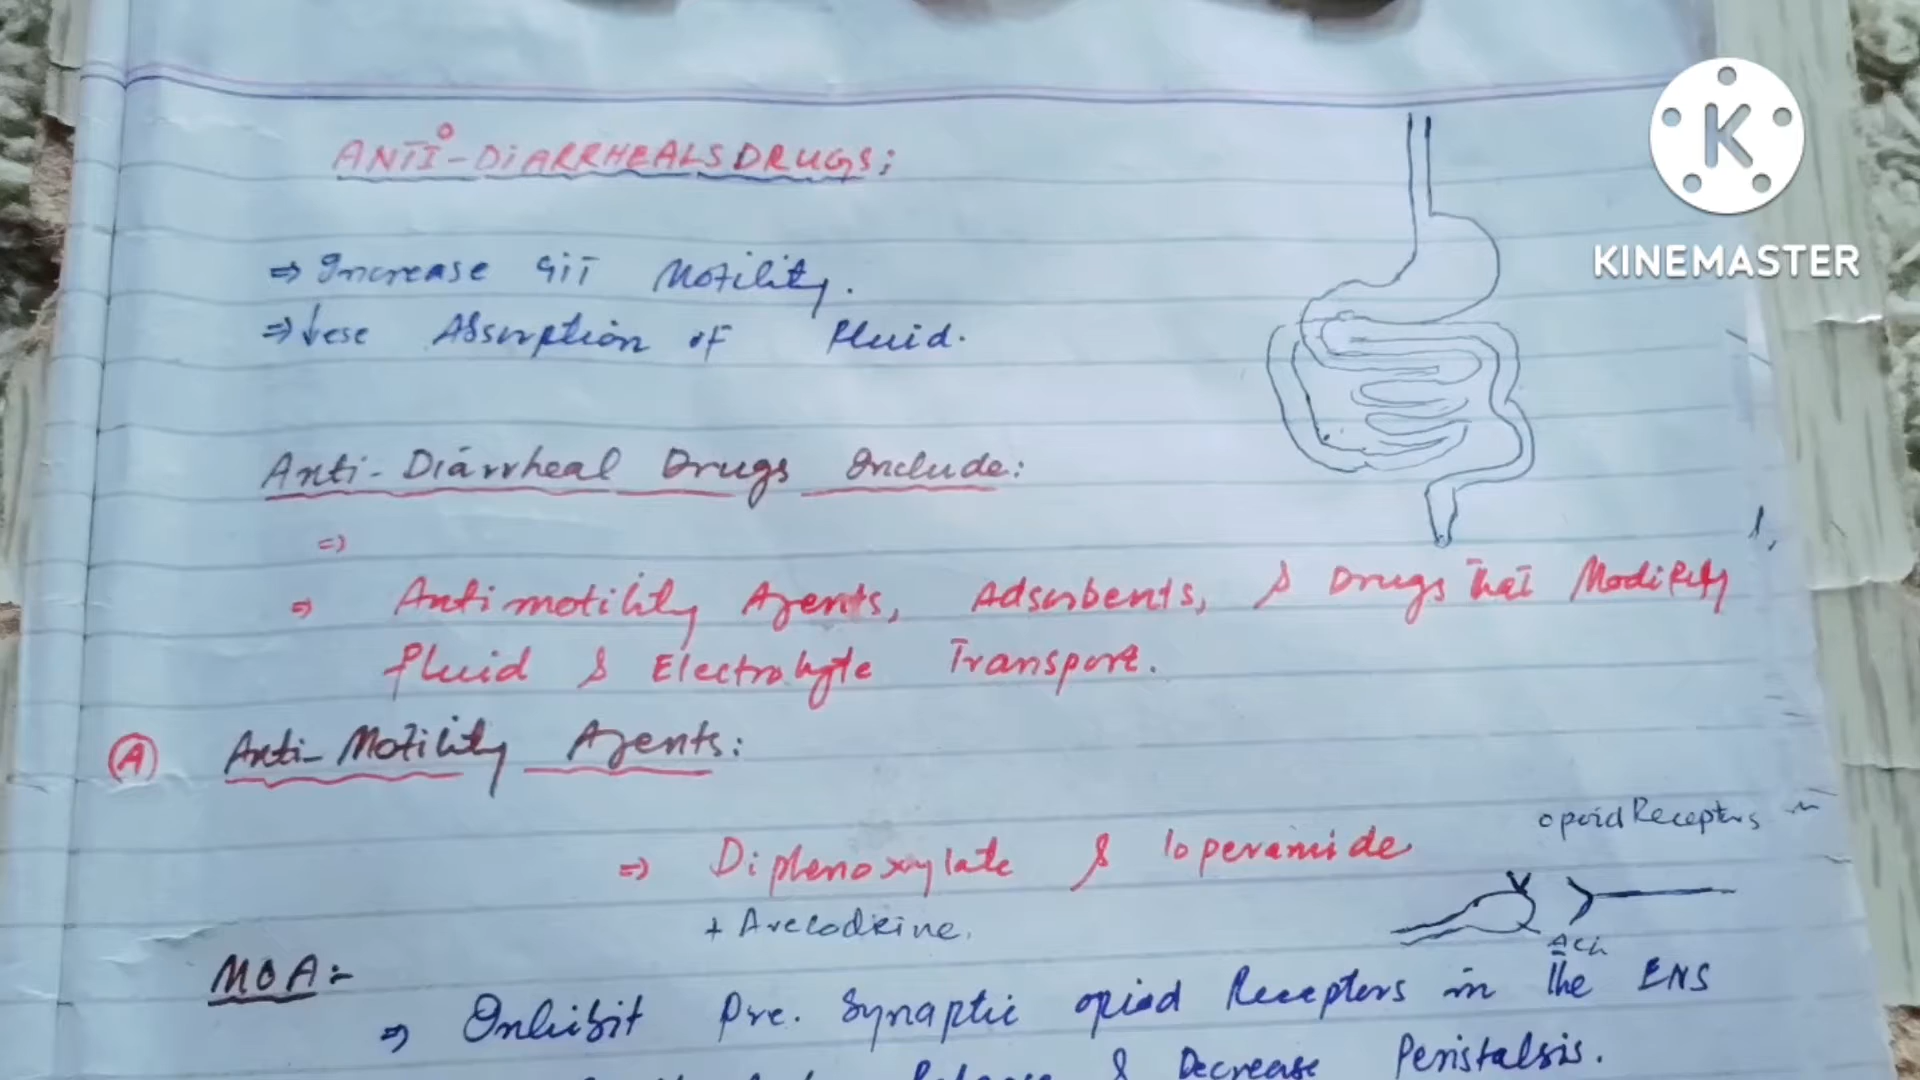 ANTI-DIARRHEALS DRUGS:
K
KINEMASTER
⇒ Increase GIT Motility.
⇒ ↓ese Absorption of Fluid.
Anti-Diarrheal Drugs Include:
⇒
⇒ Antimotility Agents, Adsorbents, & Drugs that Modifty
fluid & Electrolyte Transport.
(A) Anti-Motility Agents:
opoid Receptors
⇒ Diphenoxylate & loperamide
+ Avecodrine.
Ach
MOA:-
⇒ Inhibit Pre. Synaptic opiod Receptors in the ENS
& Decrease Peristalsis.